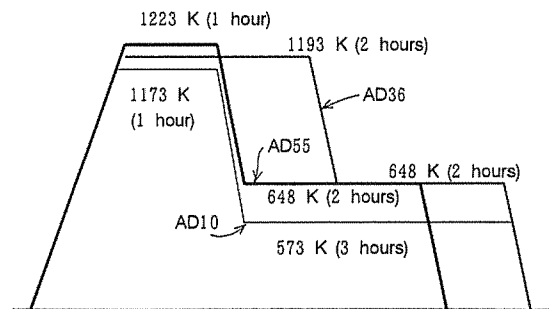 1223 K (1 hour)
1193 K (2 hours)
1173 K
(1 hour)
AD36
AD55
648 K (2 hours)
648 K (2 hours)
AD10
573 K (3 hours)